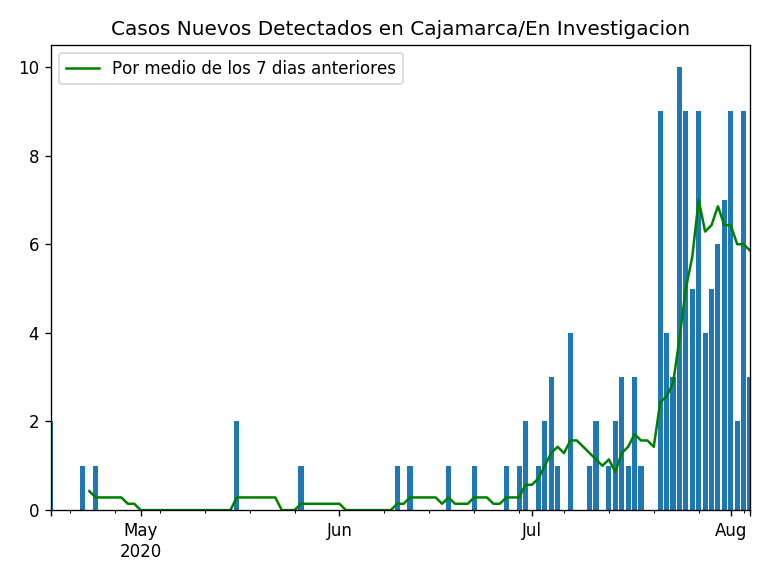 Casos Nuevos Detectados en Cajamarca/En Investigacion
Por medio de los 7 dias anteriores
10
8
6
4
2
0
May Jun Jul Aug
2020